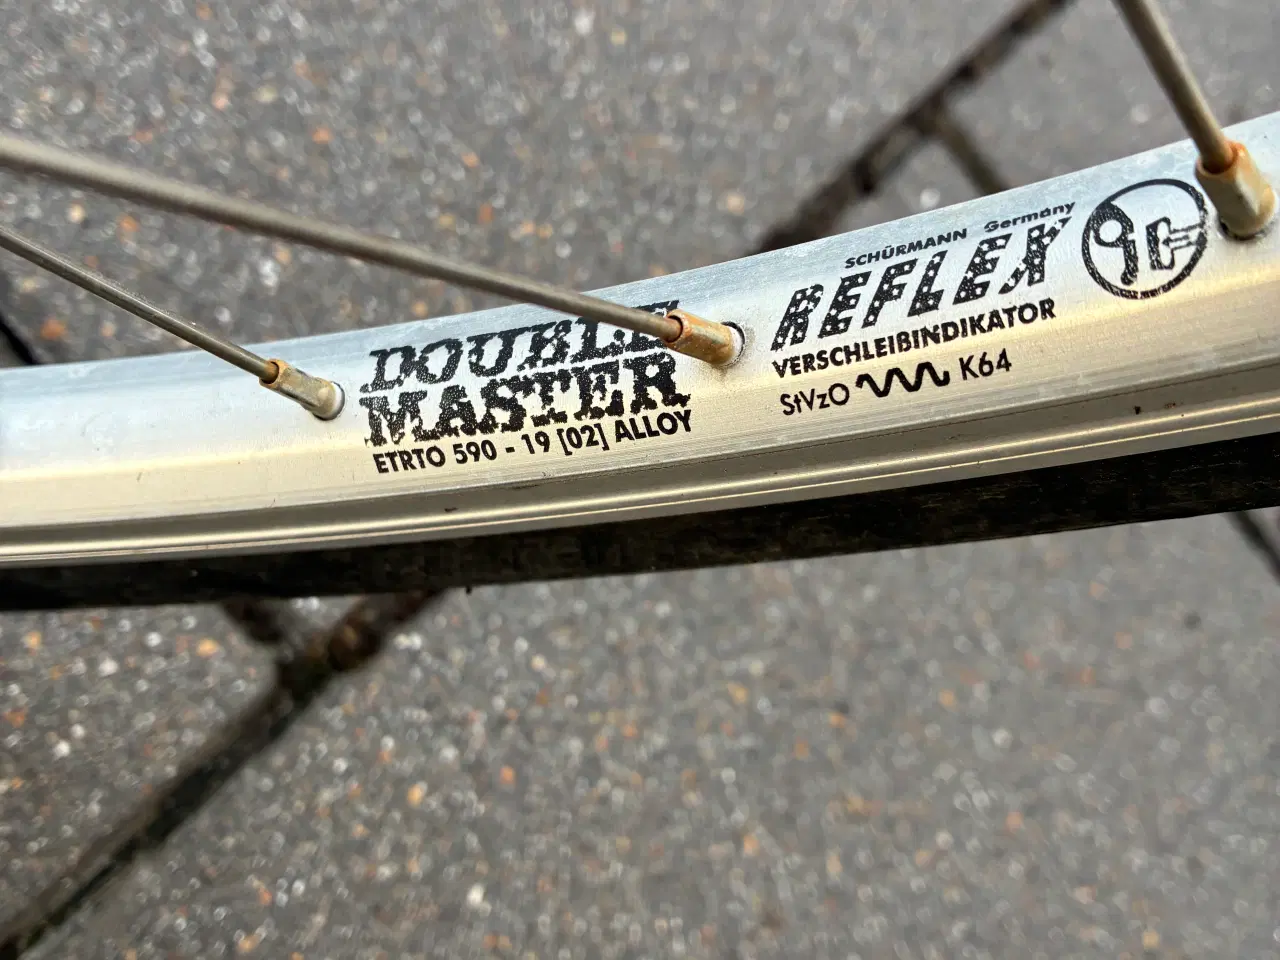 DOUBLE
MASTER
ETRTO 590 - 19 [02] ALLOY
SCHÜRMANN Germany
REFLEX
VERSCHLEIßINDIKATOR
StVzO K64